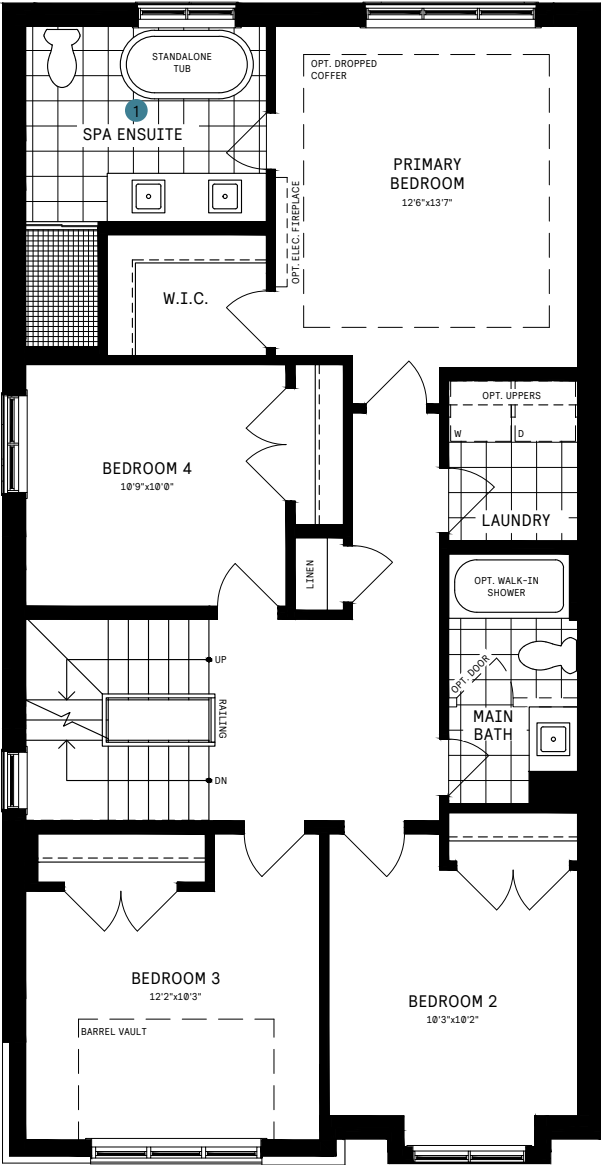 STANDALONE
TUB
1
SPA ENSUITE
OPT. DROPPED
COFFER
PRIMARY
BEDROOM
12'6"x13'7"
OPT. ELEC. FIREPLACE
W.I.C.
OPT. UPPERS
W
D
LAUNDRY
BEDROOM 4
10'9"x10'0"
LINEN
OPT. WALK-IN
SHOWER
OPT. DOOR
MAIN
BATH
UP
RAILING
DN
BEDROOM 3
12'2"x10'3"
BARREL VAULT
BEDROOM 2
10'3"x10'2"